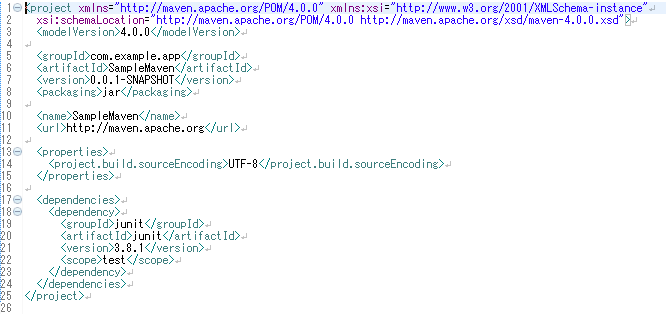 1 <project xmlns="http://maven.apache.org/POM/4.0.0" xmlns:xsi="http://www.w3.org/2001/XMLSchema-instance"
2   xsi:schemaLocation="http://maven.apache.org/POM/4.0.0 http://maven.apache.org/xsd/maven-4.0.0.xsd">
3   <modelVersion>4.0.0</modelVersion>
4
5   <groupId>com.example.app</groupId>
6   <artifactId>SampleMaven</artifactId>
7   <version>0.0.1-SNAPSHOT</version>
8   <packaging>jar</packaging>
9
10   <name>SampleMaven</name>
11   <url>http://maven.apache.org</url>
12
13   <properties>
14     <project.build.sourceEncoding>UTF-8</project.build.sourceEncoding>
15   </properties>
16
17   <dependencies>
18     <dependency>
19       <groupId>junit</groupId>
20       <artifactId>junit</artifactId>
21       <version>3.8.1</version>
22       <scope>test</scope>
23     </dependency>
24   </dependencies>
25 </project>
26